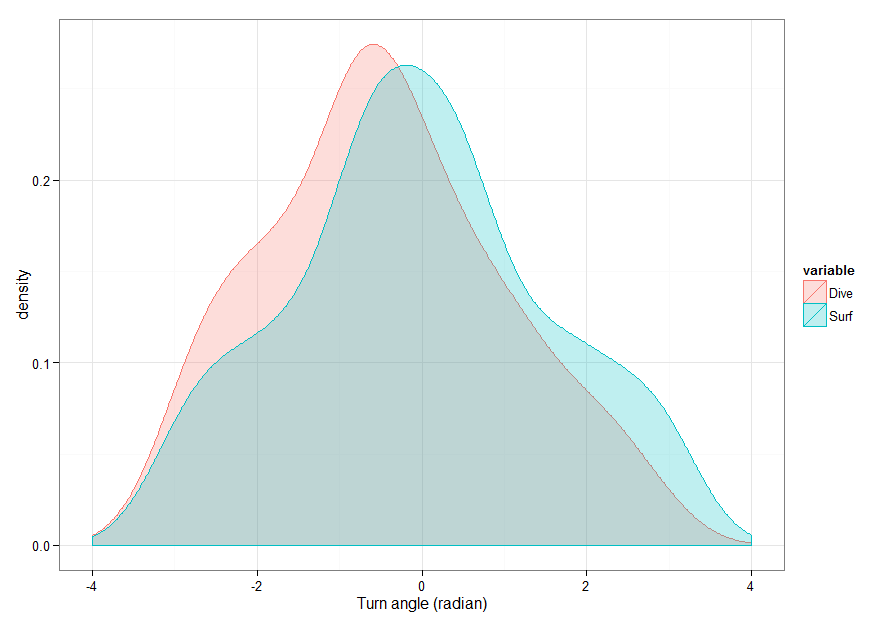 density
0.2
0.1
0.0
-4 -2 0 2 4
Turn angle (radian)
variable
Dive
Surf